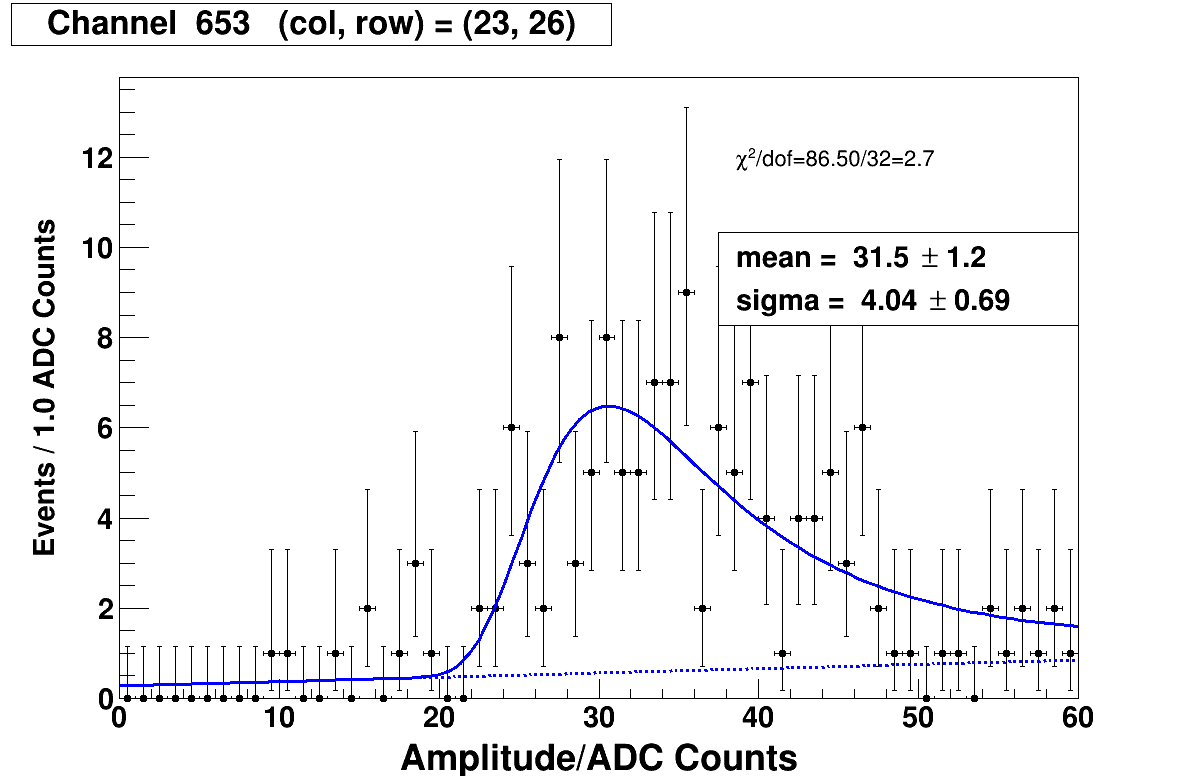 Channel 653 (col, row) = (23, 26)
χ²/dof=86.50/32=2.7
mean = 31.5 ± 1.2
sigma = 4.04 ± 0.69
Events / 1.0 ADC Counts
12
10
8
6
4
2
0
0 10 20 30 40 50 60
Amplitude/ADC Counts